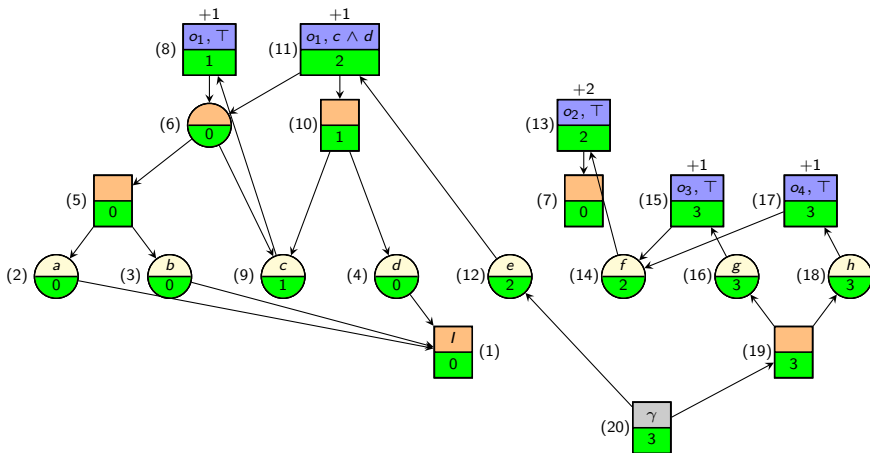 +1 +1
(8) o₁, ⊤ (11) o₁, c ∧ d
1 2
+2
(6) 0 (10) 1 (13) o₂, ⊤
2
+1 +1
(5) 0 (7) 0 (15) o₃, ⊤ (17) o₄, ⊤
3 3
(2) a (3) b (9) c (4) d (12) e (14) f (16) g (18) h
0 0 1 0 2 2 3 3
I (1) (19)
0 3
(20) γ
3